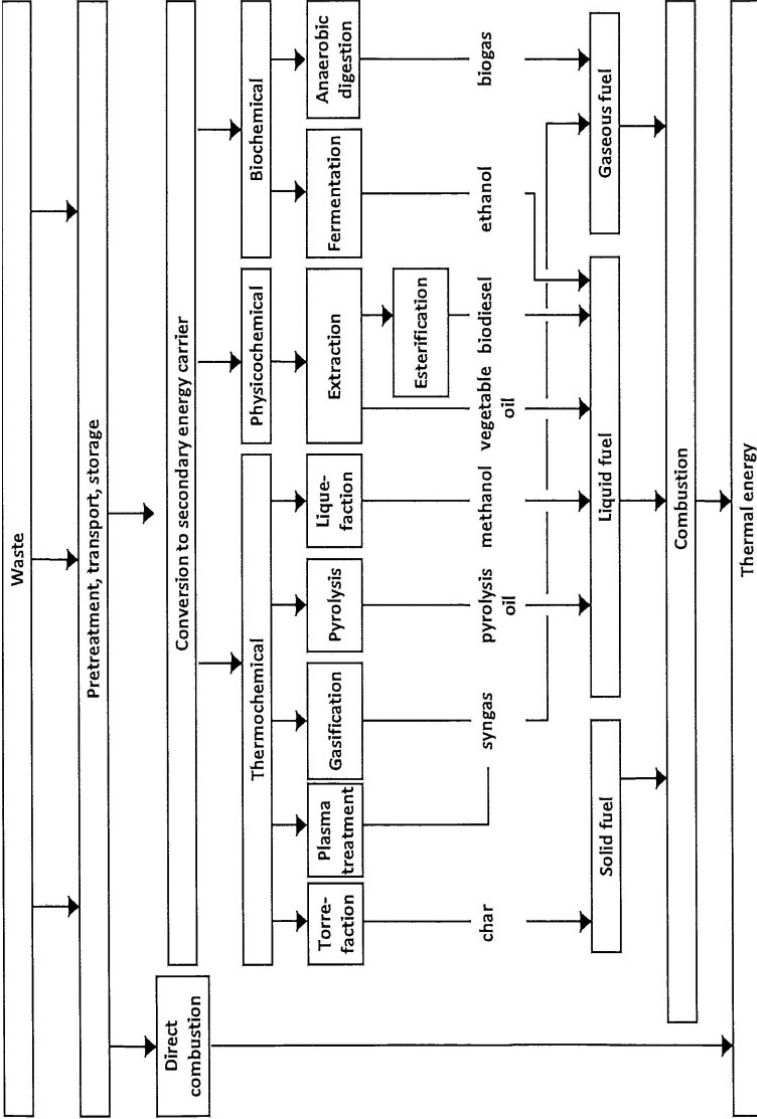 Waste
Pretreatment, transport, storage
Direct
combustion
Conversion to secondary energy carrier
Thermochemical
Physicochemical
Biochemical
Torre-
faction
Plasma
treatment
Gasification
Pyrolysis
Lique-
faction
Extraction
Fermentation
Anaerobic
digestion
Esterification
char
syngas
pyrolysis
oil
methanol
vegetable
oil
biodiesel
ethanol
biogas
Solid fuel
Liquid fuel
Gaseous fuel
Combustion
Thermal energy